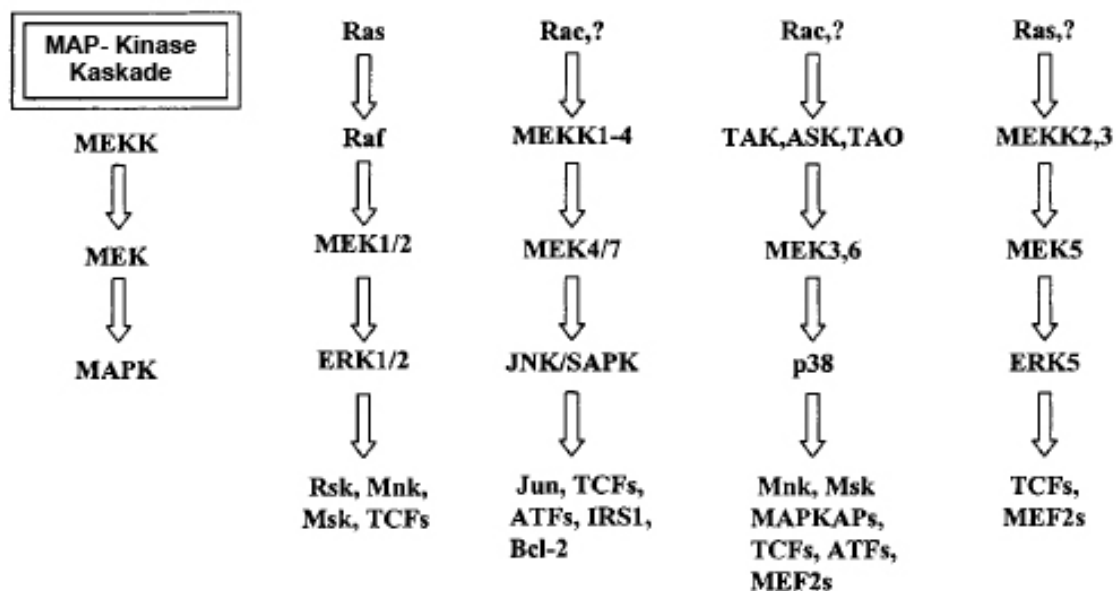 MAP- Kinase
Kaskade
MEKK
MEK
MAPK
Ras
Raf
MEK1/2
ERK1/2
Rsk, Mnk,
Msk, TCFs
Rac,?
MEKK1-4
MEK4/7
JNK/SAPK
Jun, TCFs,
ATFs, IRS1,
Bcl-2
Rac,?
TAK,ASK,TAO
MEK3,6
p38
Mnk, Msk
MAPKAPs,
TCFs, ATFs,
MEF2s
Ras,?
MEKK2,3
MEK5
ERK5
TCFs,
MEF2s